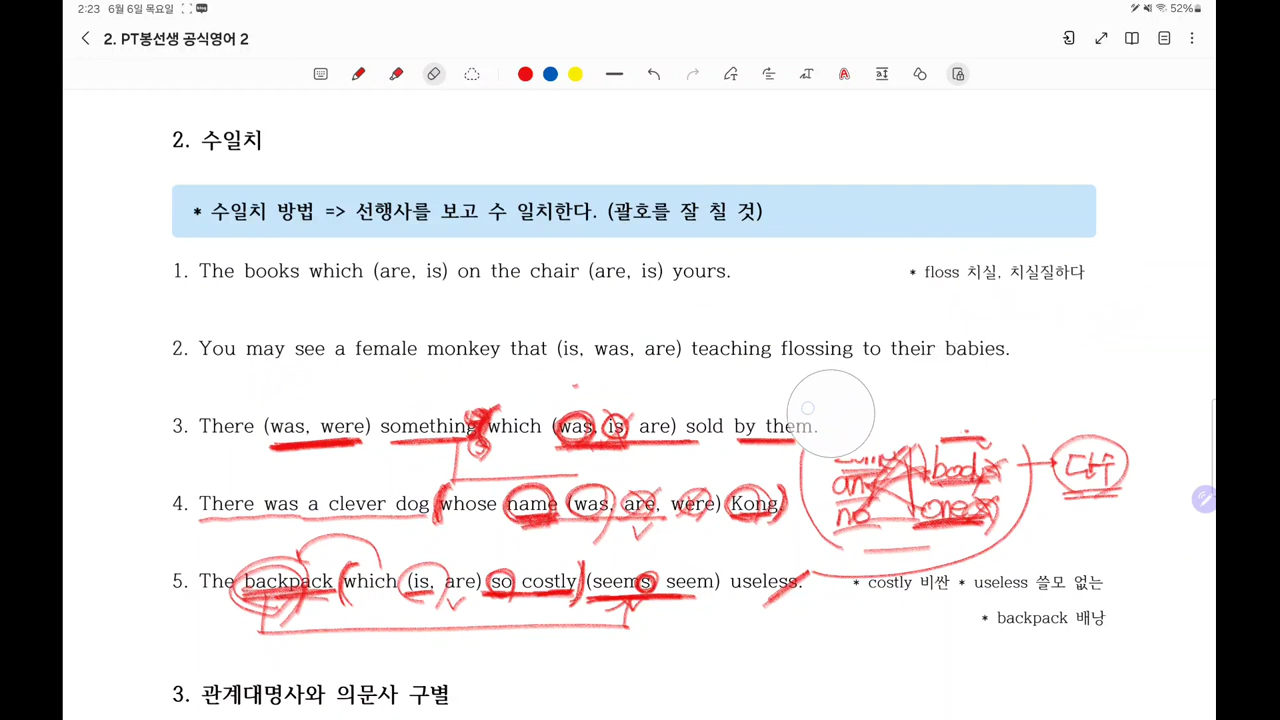 2:23 6월 6일 목요일 52%
2. PT봉선생 공식영어 2
2. 수일치
* 수일치 방법 => 선행사를 보고 수 일치한다. (괄호를 잘 칠 것)
1. The books which (are, is) on the chair (are, is) yours. * floss 치실, 치실질하다
2. You may see a female monkey that (is, was, are) teaching flossing to their babies.
3. There (was, were) something which (was, is, are) sold by them.
body 단수
any
4. There was a clever dog whose name (was, are, were) Kong.
no one
5. The backpack which (is, are) so costly (seems, seem) useless. * costly 비싼 * useless 쓸모 없는
* backpack 배낭
3. 관계대명사와 의문사 구별